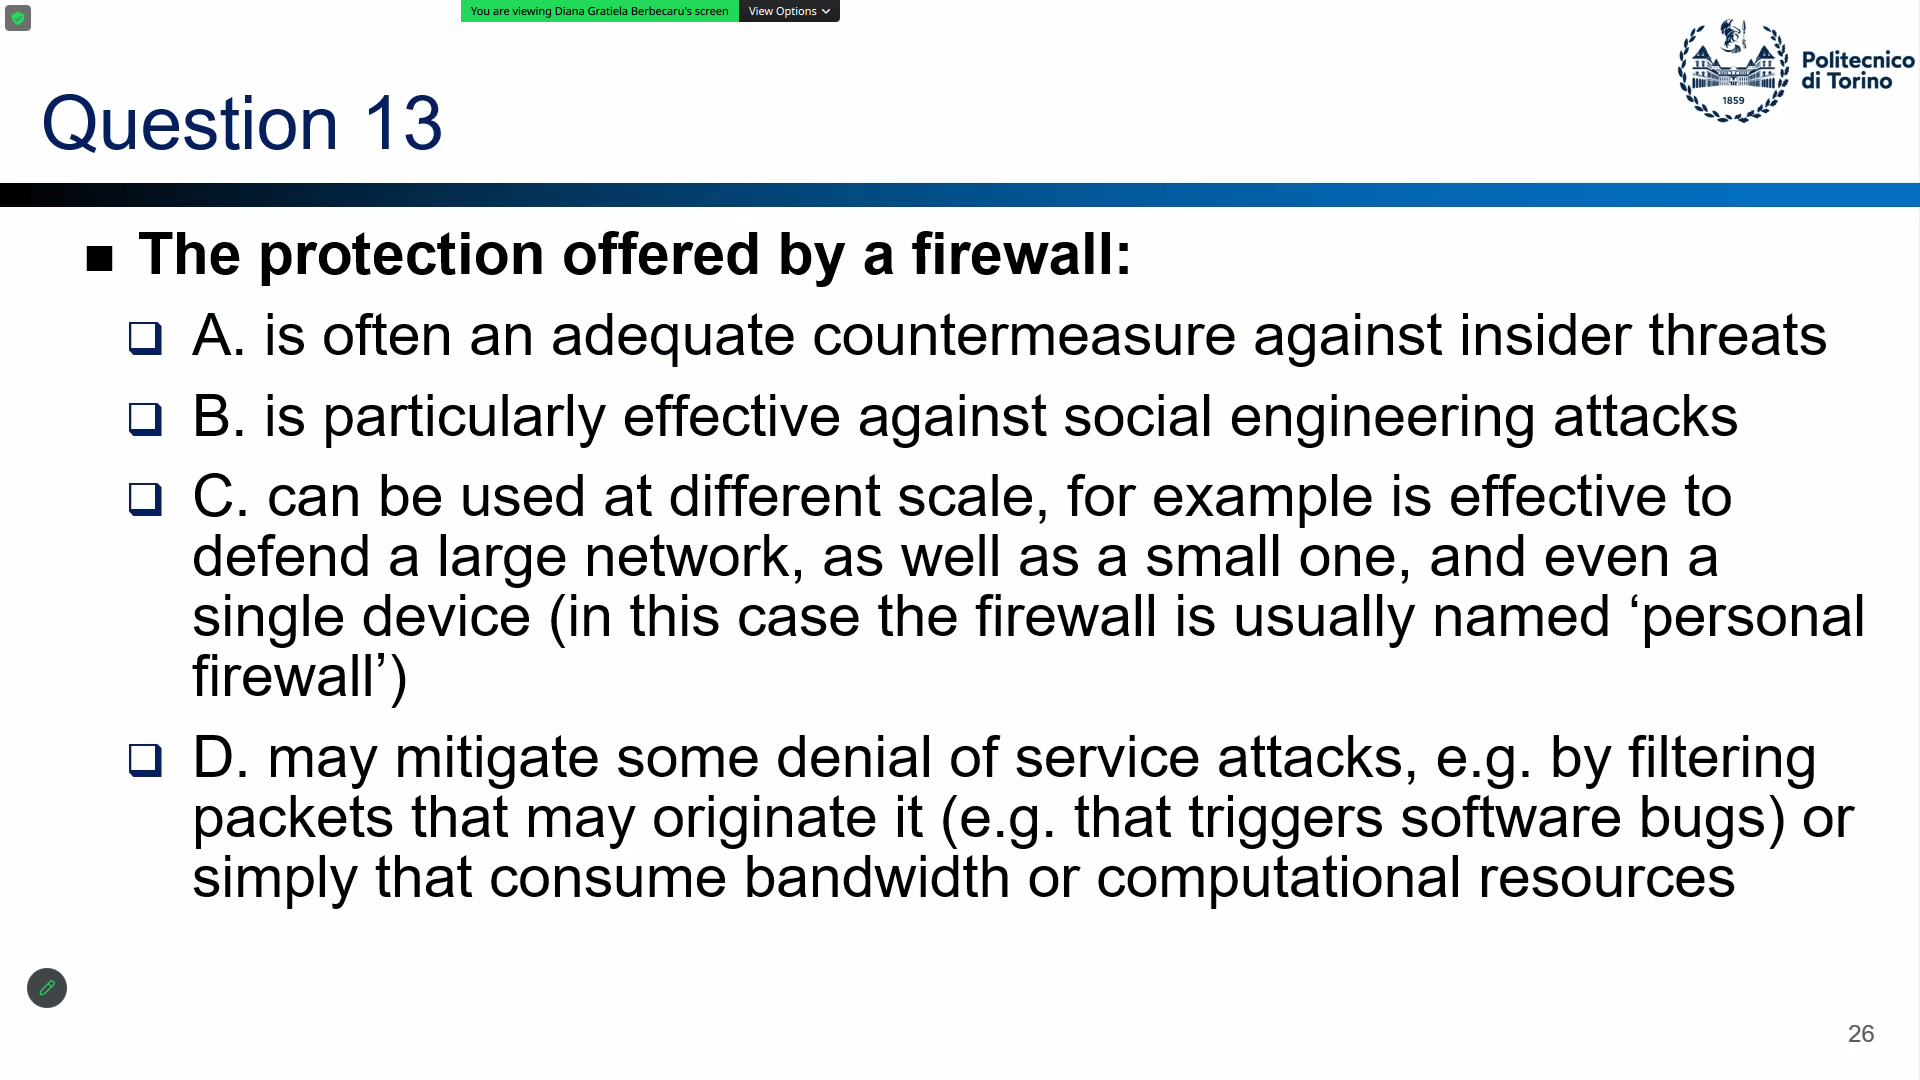 You are viewing Diana Gratiela Berbecaru's screen View Options
Politecnico
di Torino
1859
Question 13
The protection offered by a firewall:
A. is often an adequate countermeasure against insider threats
B. is particularly effective against social engineering attacks
C. can be used at different scale, for example is effective to
defend a large network, as well as a small one, and even a
single device (in this case the firewall is usually named ‘personal
firewall’)
D. may mitigate some denial of service attacks, e.g. by filtering
packets that may originate it (e.g. that triggers software bugs) or
simply that consume bandwidth or computational resources
26